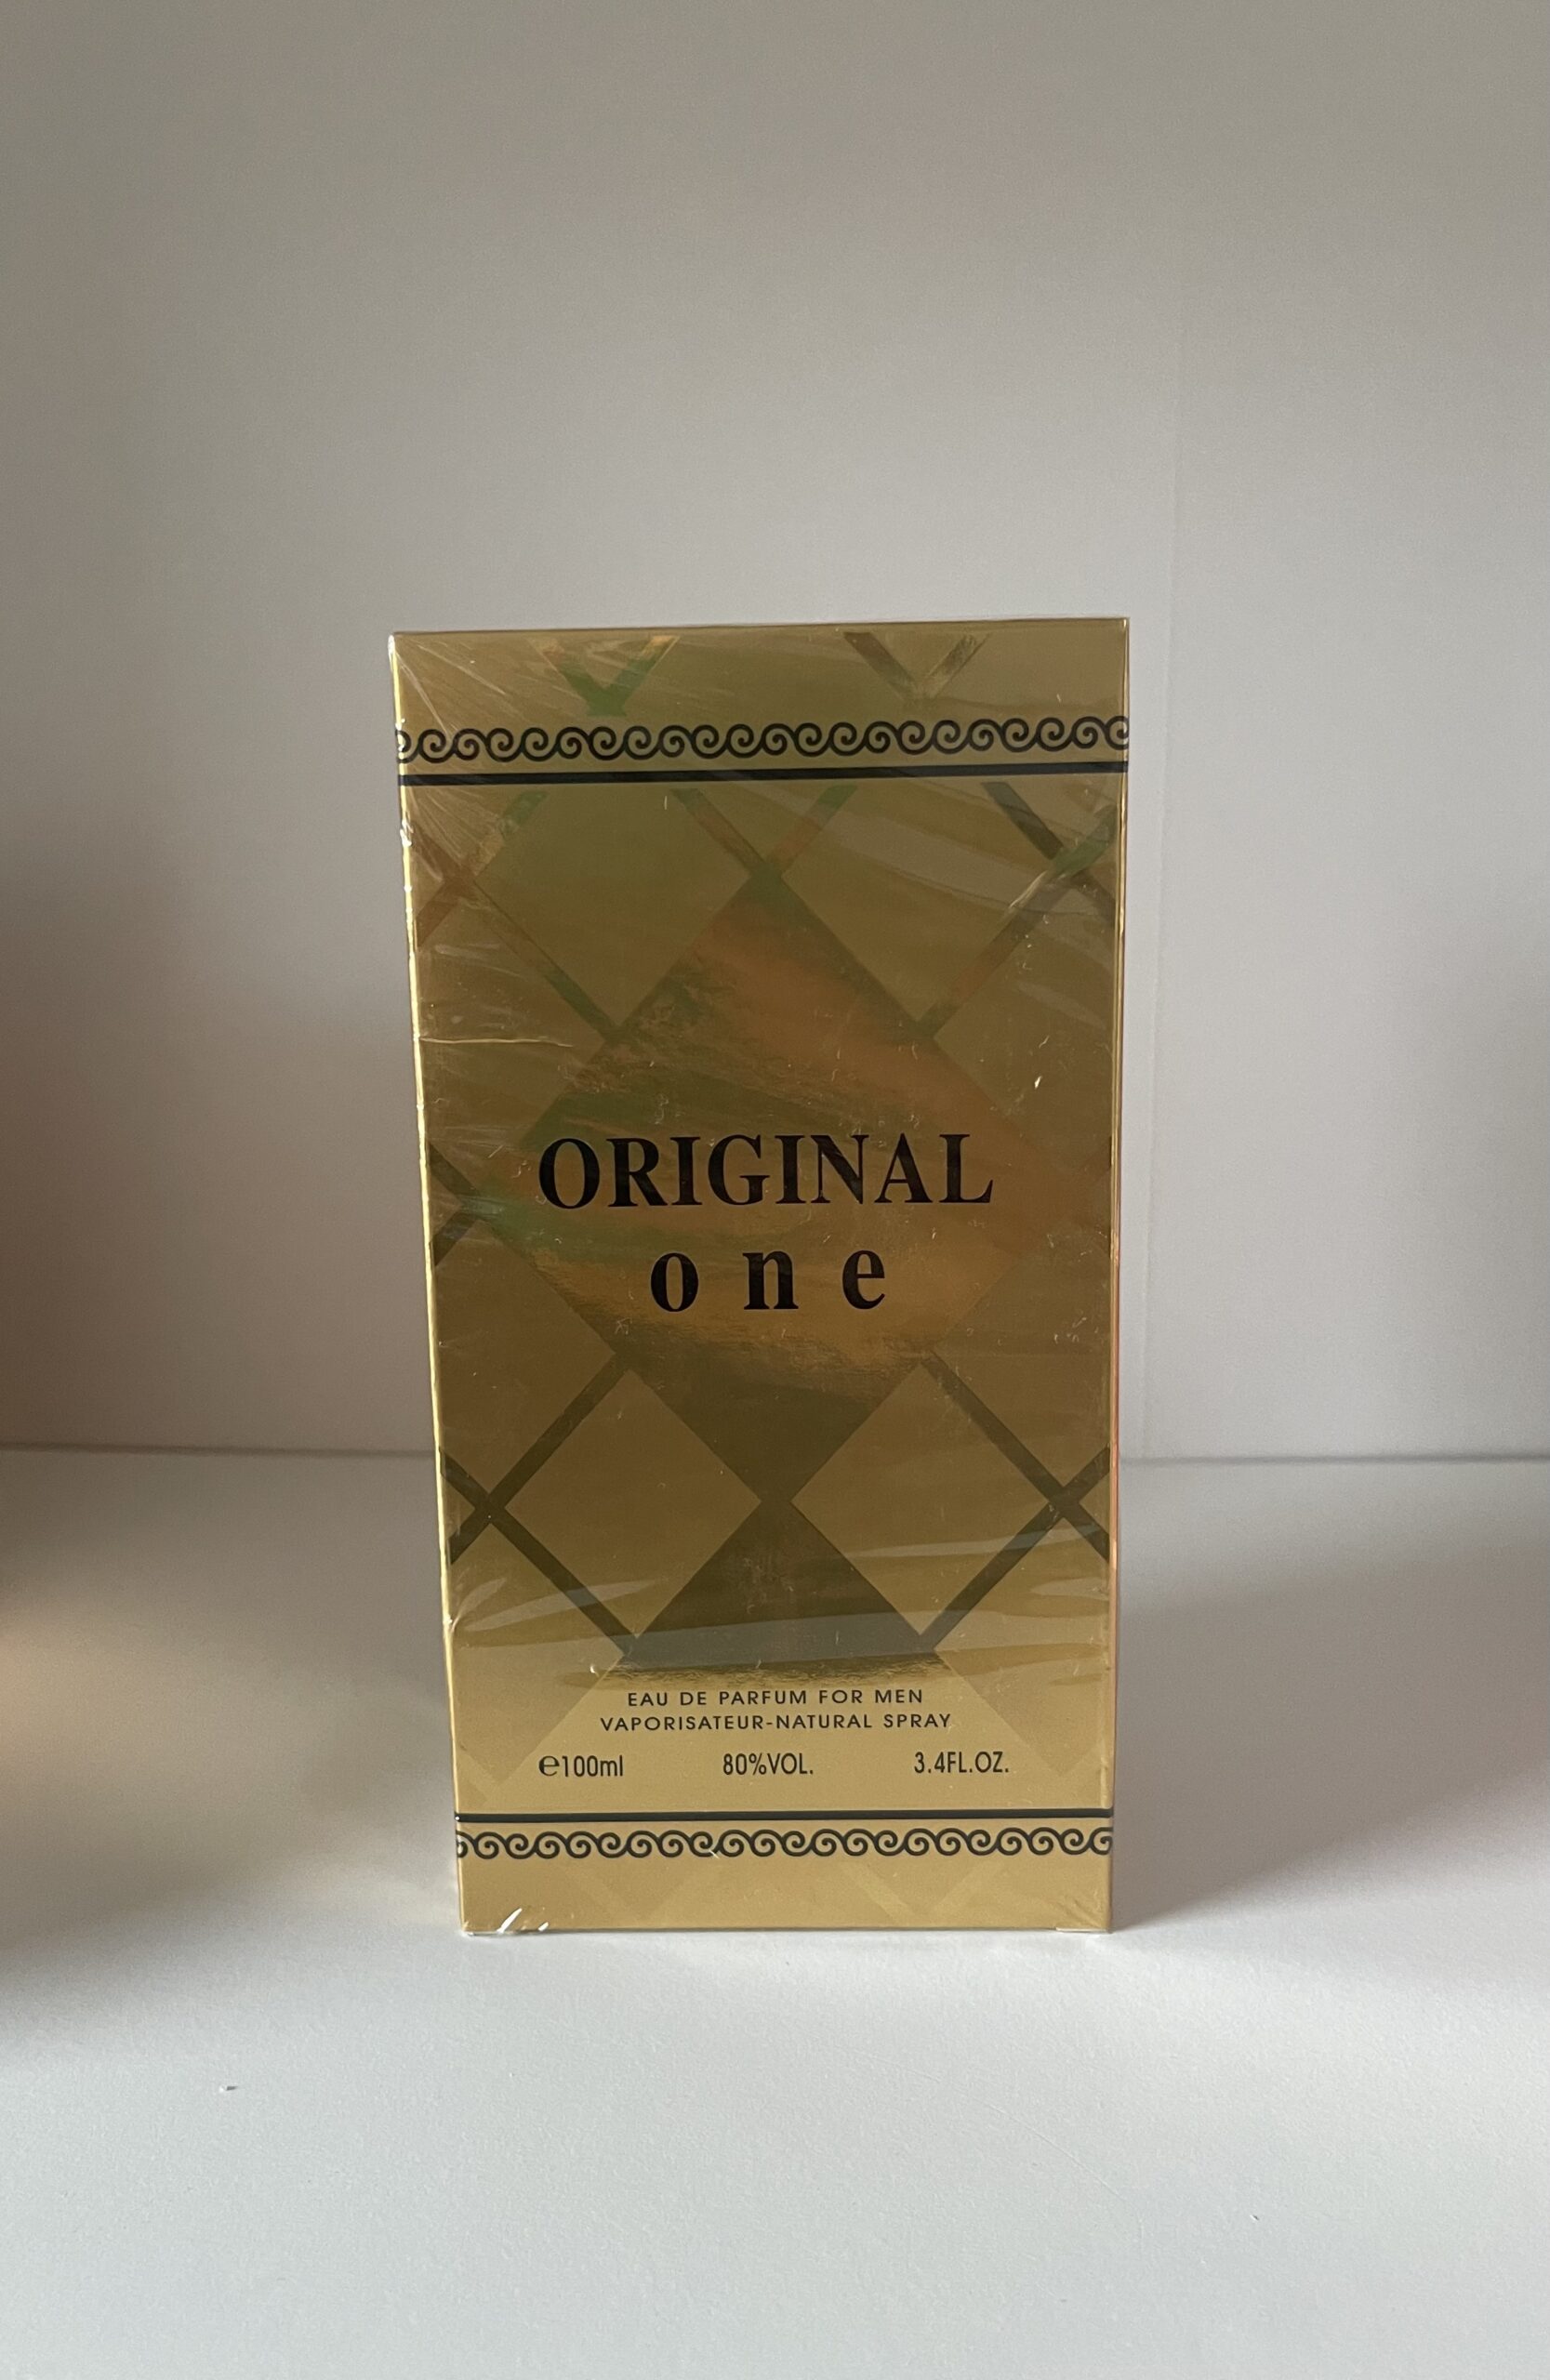 ORIGINAL
one
EAU DE PARFUM FOR MEN
VAPORISATEUR-NATURAL SPRAY
℮100ml 80%VOL. 3.4FL.OZ.